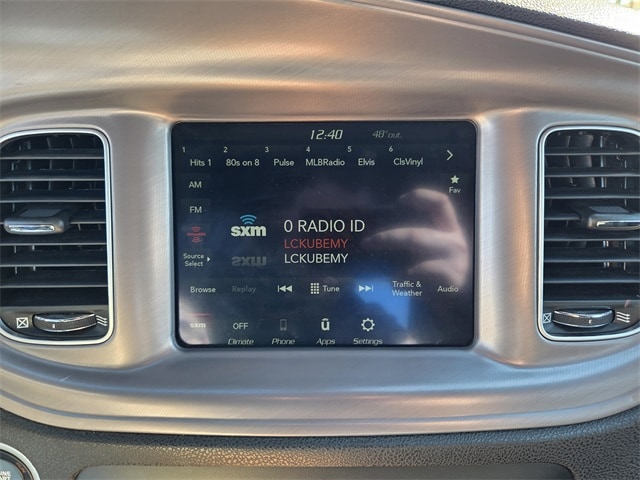 12:40 48°out.
1 2 3 4 5 6
Hits 1 80s on 8 Pulse MLBRadio Elvis ClsVinyl
AM
Fav
FM
sxm 0 RADIO ID
LCKUBEMY
Source Select LCKUBEMY
Browse Replay Tune Traffic & Weather Audio
sxm OFF
Climate Phone Apps Settings